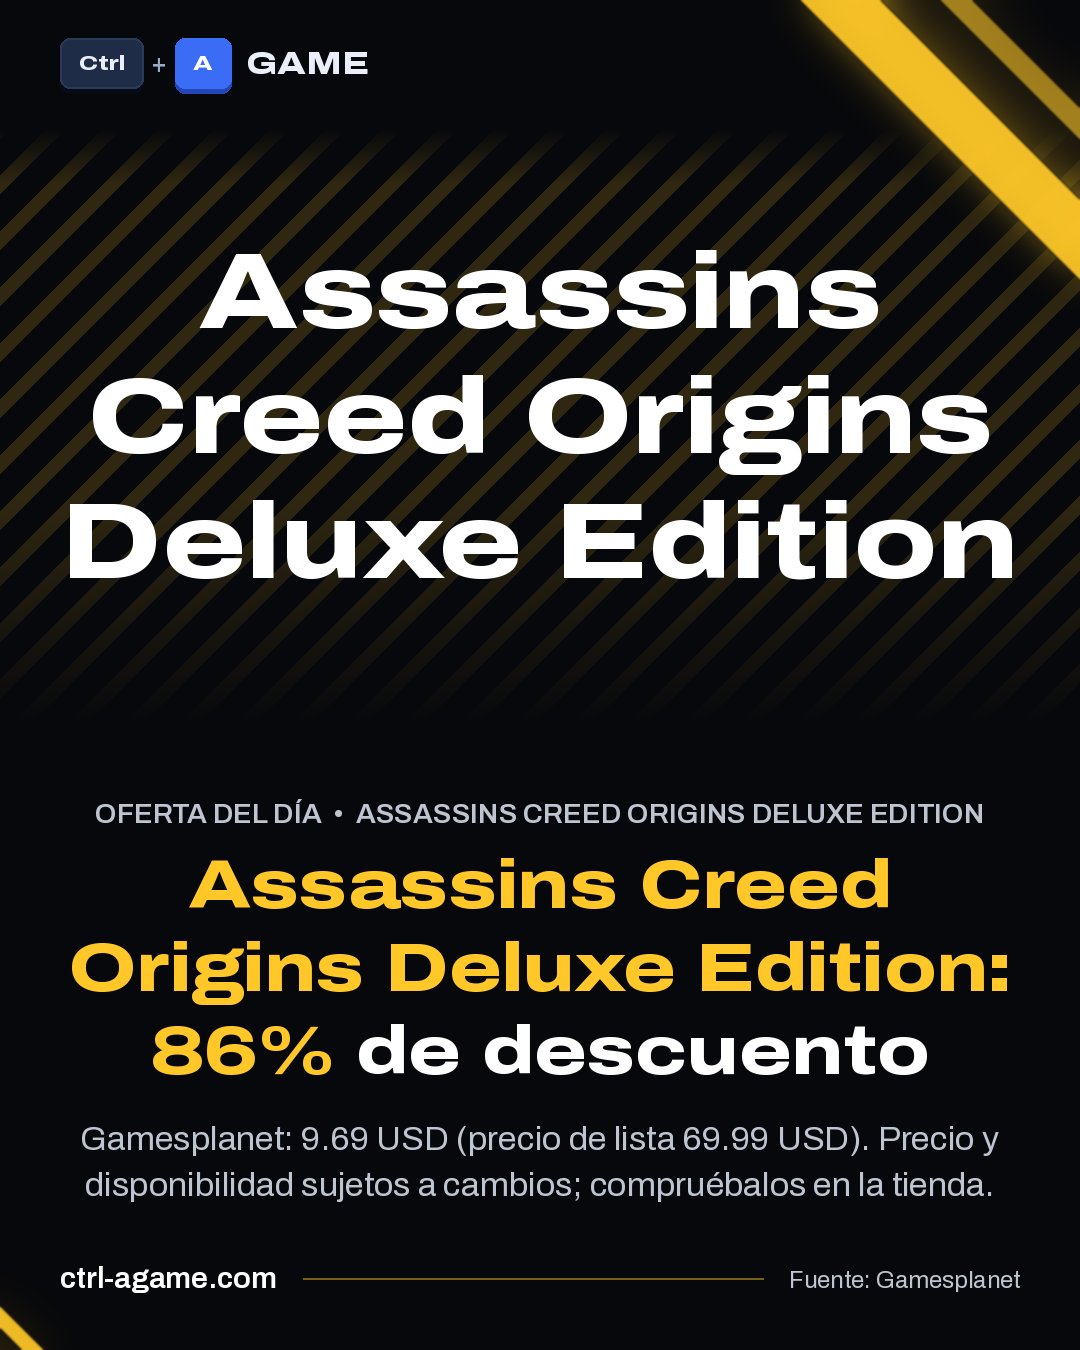 Ctrl + A GAME
Assassins
Creed Origins
Deluxe Edition
OFERTA DEL DÍA • ASSASSINS CREED ORIGINS DELUXE EDITION
Assassins Creed
Origins Deluxe Edition:
86% de descuento
Gamesplanet: 9.69 USD (precio de lista 69.99 USD). Precio y
disponibilidad sujetos a cambios; compruébalos en la tienda.
ctrl-agame.com
Fuente: Gamesplanet